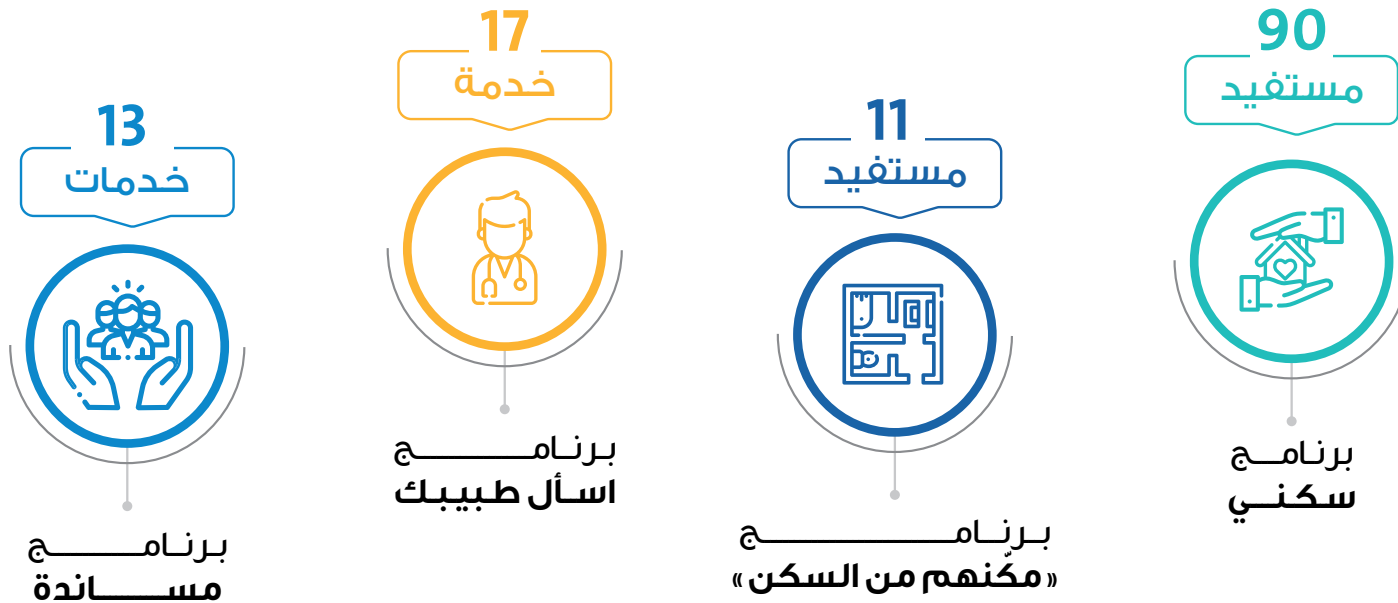 90
مستفيد
برنامج
سكني
11
مستفيد
برنامج
«مكّنهم من السكن»
17
خدمة
برنامج
اسأل طبيبك
13
خدمات
برنامج
مساندة